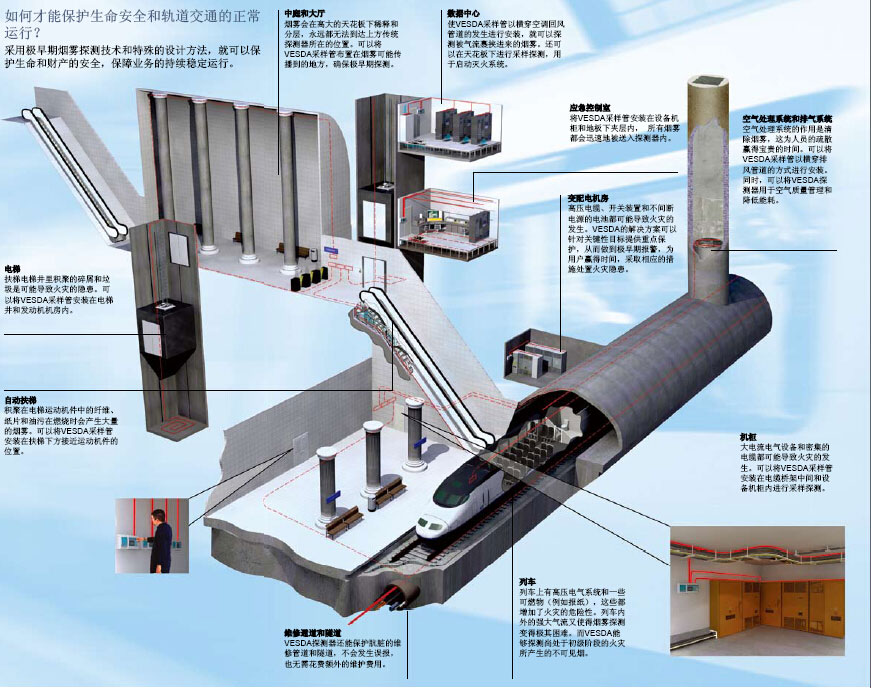 如何才能保护生命安全和轨道交通的正常
运行？
采用极早期烟雾探测技术和特殊的设计方法，就可以保
护生命和财产的安全，保障业务的持续稳定运行。
中庭和大厅
烟雾会在高大的天花板下稀释和
分层，永远都无法到达上方传统
探测器所在的位置。可以将
VESDA采样管布置在烟雾可能传
播到的地方，确保极早期探测。
数据中心
使VESDA采样管以横穿空调回风
管道的发生进行安装，就可以探
测被气流裹挟进来的烟雾。还可
以在天花板下进行采样探测，用
于启动灭火系统。
应急控制室
将VESDA采样管安装在设备机
柜和地板下夹层内， 所有烟雾
都会迅速地被送入探测器内。
空气处理系统和排气系统
空气处理系统的作用是清
除烟雾，这为人员的疏散
赢得宝贵的时间。可以将
VESDA采样管以横穿排
风管道的方式进行安装。
同时，可以将VESDA探
测器用于空气质量管理和
降低能耗。
变配电机房
高压电缆、开关装置和不间断
电源的电池都可能导致火灾的
发生。VESDA的解决方案可以
针对关键性目标提供重点保
护，从而做到极早期报警，为
用户赢得时间，采取相应的措
施处置火灾隐患。
电梯
扶梯电梯井里积聚的碎屑和垃
圾是可能导致火灾的隐患。可
以将VESDA采样管安装在电梯
井和发动机机房内。
自动扶梯
积聚在电梯运动机件中的纤维、
纸片和油污在燃烧时会产生大量
的烟雾。可以将VESDA采样管
安装在扶梯下方接近运动机件的
位置。
机柜
大电流电气设备和密集的
电缆都可能导致火灾的发
生。可以将VESDA采样管
安装在电缆桥架中间和设
备机柜内进行采样探测。
列车
列车上有高压电气系统和一些
可燃物（例如报纸），这些都
增加了火灾的危险性。列车内
外的强大气流又使得烟雾探测
变得极其困难。而VESDA能
够探测尚处于初级阶段的火灾
所产生的不可见烟。
维修通道和隧道
VESDA探测器还能保护肮脏的维
修管道和隧道，不会发生误报，
也无需花费额外的维护费用。